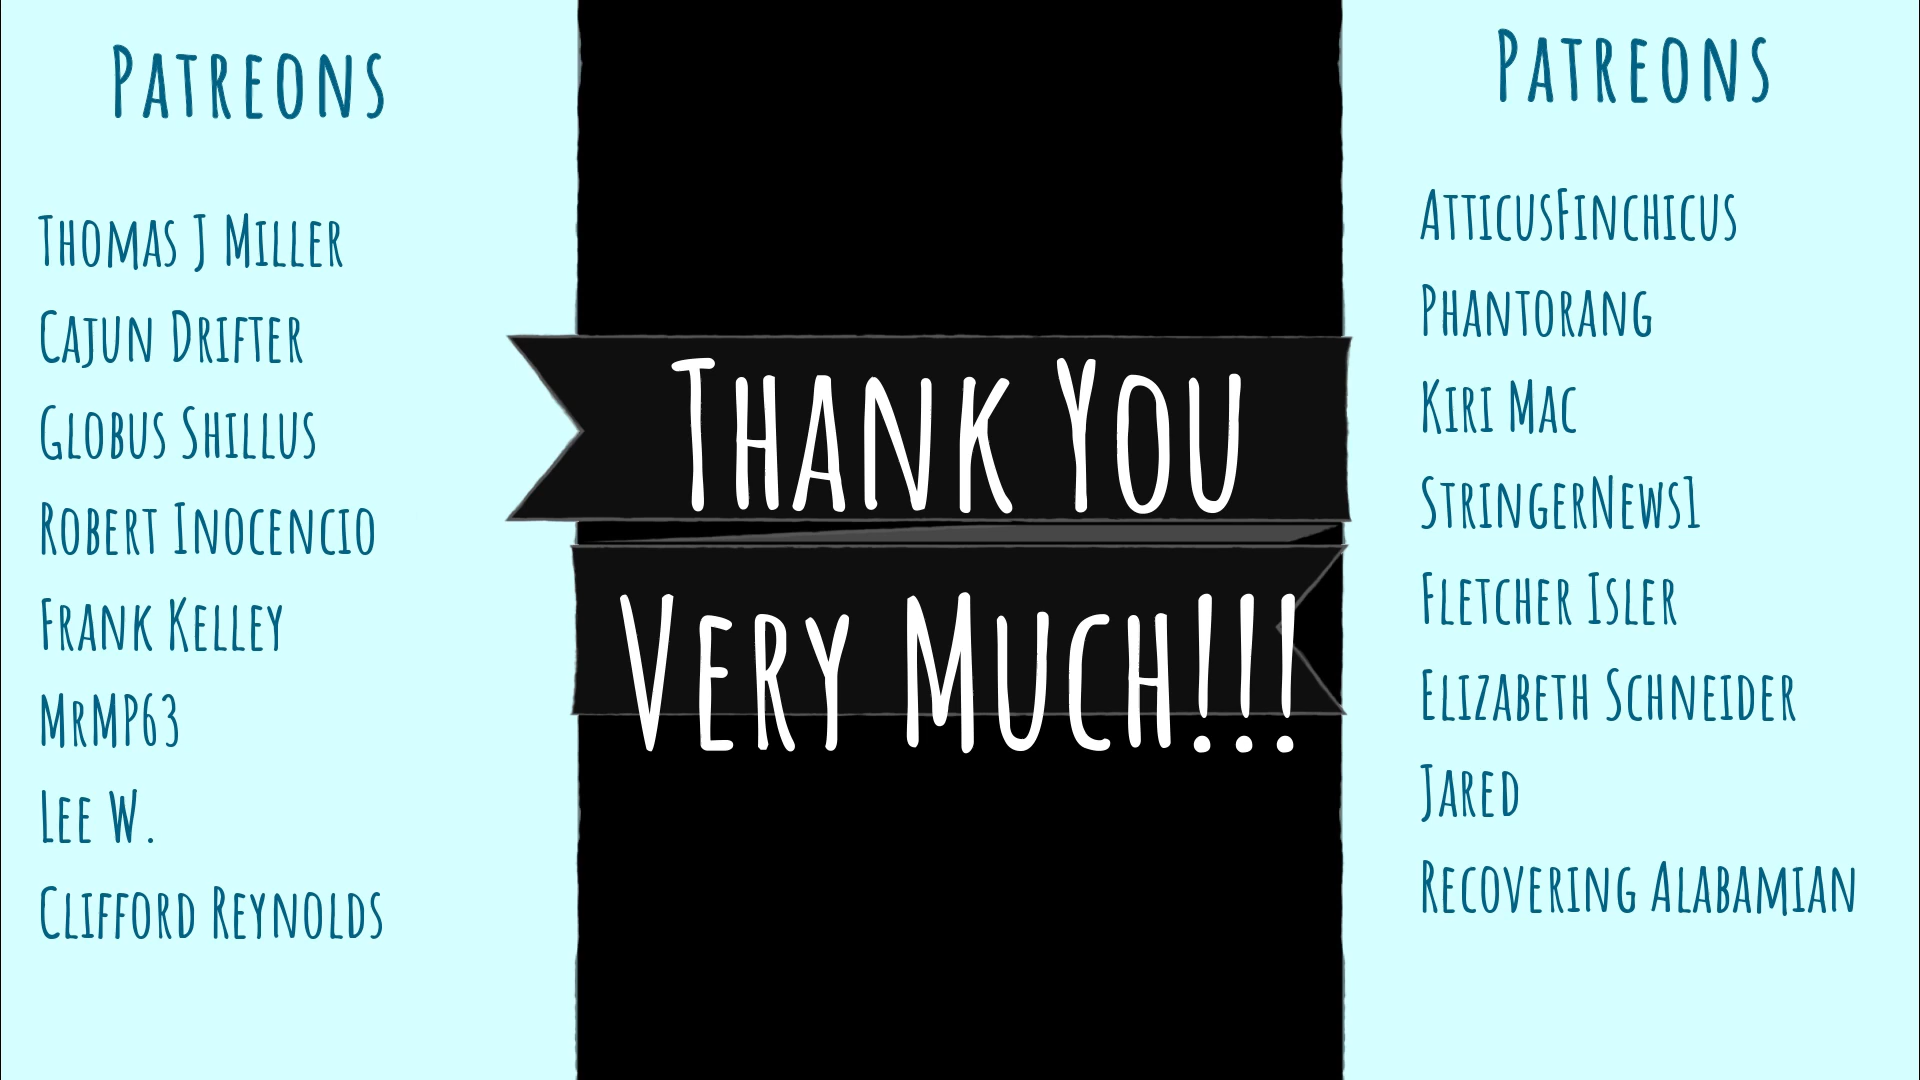 Patreons
Thomas J Miller
Cajun Drifter
Globus Shillus
Robert Inocencio
Frank Kelley
MrMP63
Lee W.
Clifford Reynolds
Thank You
Very Much!!!
Patreons
AtticusFinchicus
Phantorang
Kiri Mac
StringerNews1
Fletcher Isler
Elizabeth Schneider
Jared
Recovering Alabamian